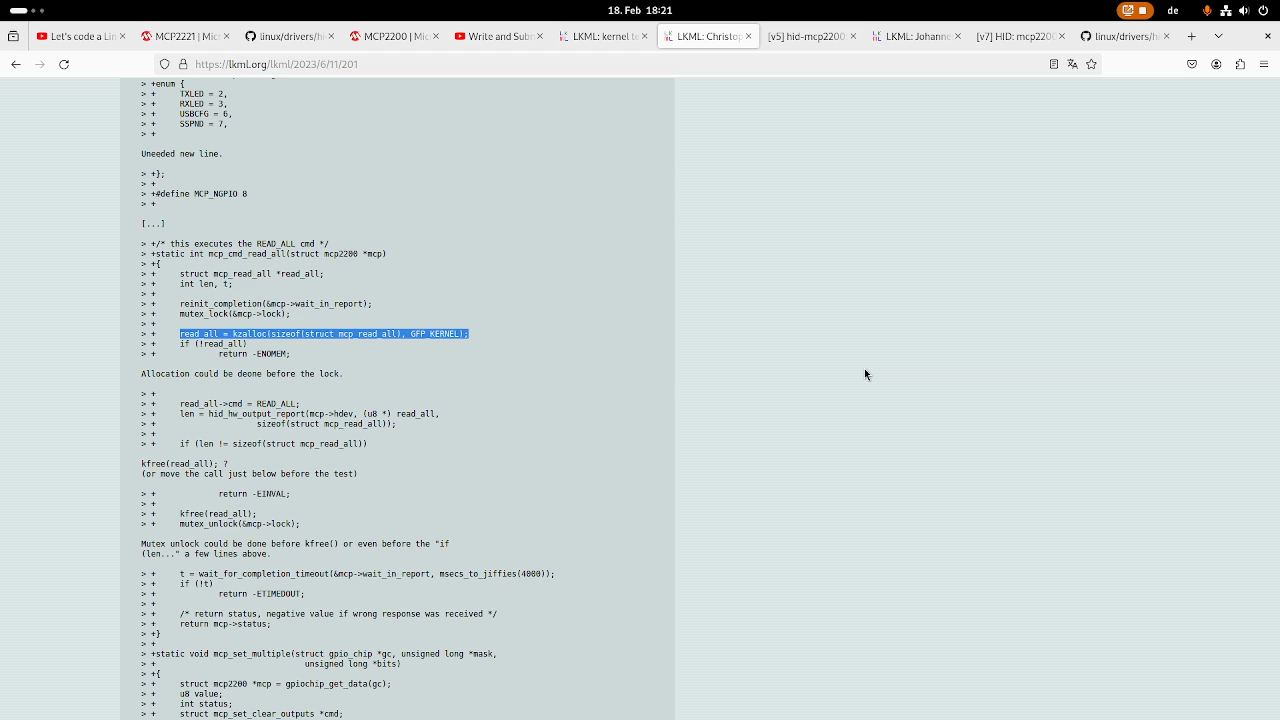 18. Feb 18:21
de
Let's code a Lin
MCP2221 | Mic
linux/drivers/hi
MCP2200 | Mic
Write and Subm
LKML: kernel te
LKML: Christop
[v5] hid-mcp2200:
LKML: Johanne
[v7] HID: mcp2200
linux/drivers/hi
https://lkml.org/lkml/2023/6/11/201
> +enum {
> +     TXLED = 2,
> +     RXLED = 3,
> +     USBCFG = 6,
> +     SSPND = 7,
> +
Uneeded new line.
> +};
> +
> +#define MCP_NGPIO 8
> +
[...]
> +/* this executes the READ_ALL cmd */
> +static int mcp_cmd_read_all(struct mcp2200 *mcp)
> +{
> +     struct mcp_read_all *read_all;
> +     int len, t;
> +
> +     reinit_completion(&mcp->wait_in_report);
> +     mutex_lock(&mcp->lock);
> +
> +     read_all = kzalloc(sizeof(struct mcp_read_all), GFP_KERNEL);
> +     if (!read_all)
> +             return -ENOMEM;
Allocation could be deone before the lock.
> +
> +     read_all->cmd = READ_ALL;
> +     len = hid_hw_output_report(mcp->hdev, (u8 *) read_all,
> +                     sizeof(struct mcp_read_all));
> +
> +     if (len != sizeof(struct mcp_read_all))
kfree(read_all); ?
(or move the call just below before the test)
> +             return -EINVAL;
> +
> +     kfree(read_all);
> +     mutex_unlock(&mcp->lock);
Mutex unlock could be done before kfree() or even before the "if
(len..." a few lines above.
> +     t = wait_for_completion_timeout(&mcp->wait_in_report, msecs_to_jiffies(4000));
> +     if (!t)
> +             return -ETIMEDOUT;
> +
> +     /* return status, negative value if wrong response was received */
> +     return mcp->status;
> +}
> +
> +static void mcp_set_multiple(struct gpio_chip *gc, unsigned long *mask,
> +                               unsigned long *bits)
> +{
> +     struct mcp2200 *mcp = gpiochip_get_data(gc);
> +     u8 value;
> +     int status;
> +     struct mcp_set_clear_outputs *cmd;